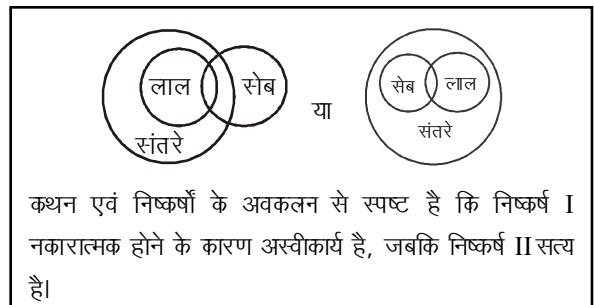 लाल सेब या सेब लाल
संतरे संतरे
कथन एवं निष्कर्षों के अवकलन से स्पष्ट है कि निष्कर्ष I
नकारात्मक होने के कारण अस्वीकार्य है, जबकि निष्कर्ष II सत्य
है।